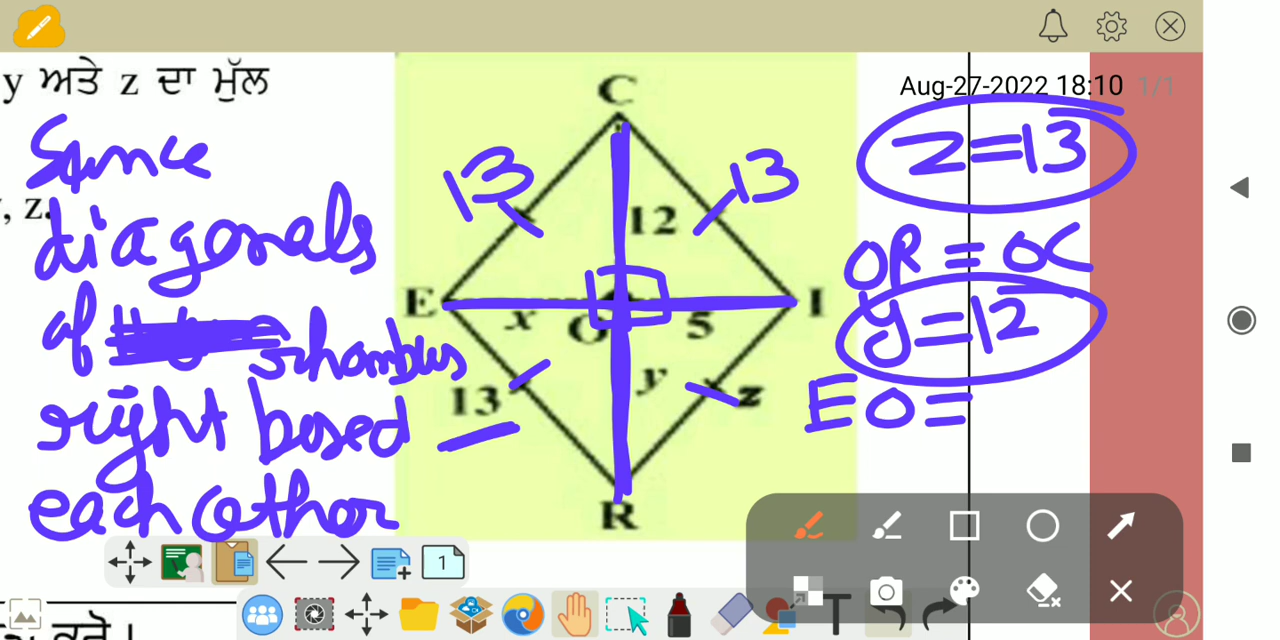 Aug-27-2022 18:10 1/1
y ਅਤੇ z ਦਾ ਮੁੱਲ
, z.
Since
diagonals
of rhombus
right
each other
C
13
13
12
E
x
O
5
I
13
y
z
R
z=13
OR = OC
y=12
EO=
1
T